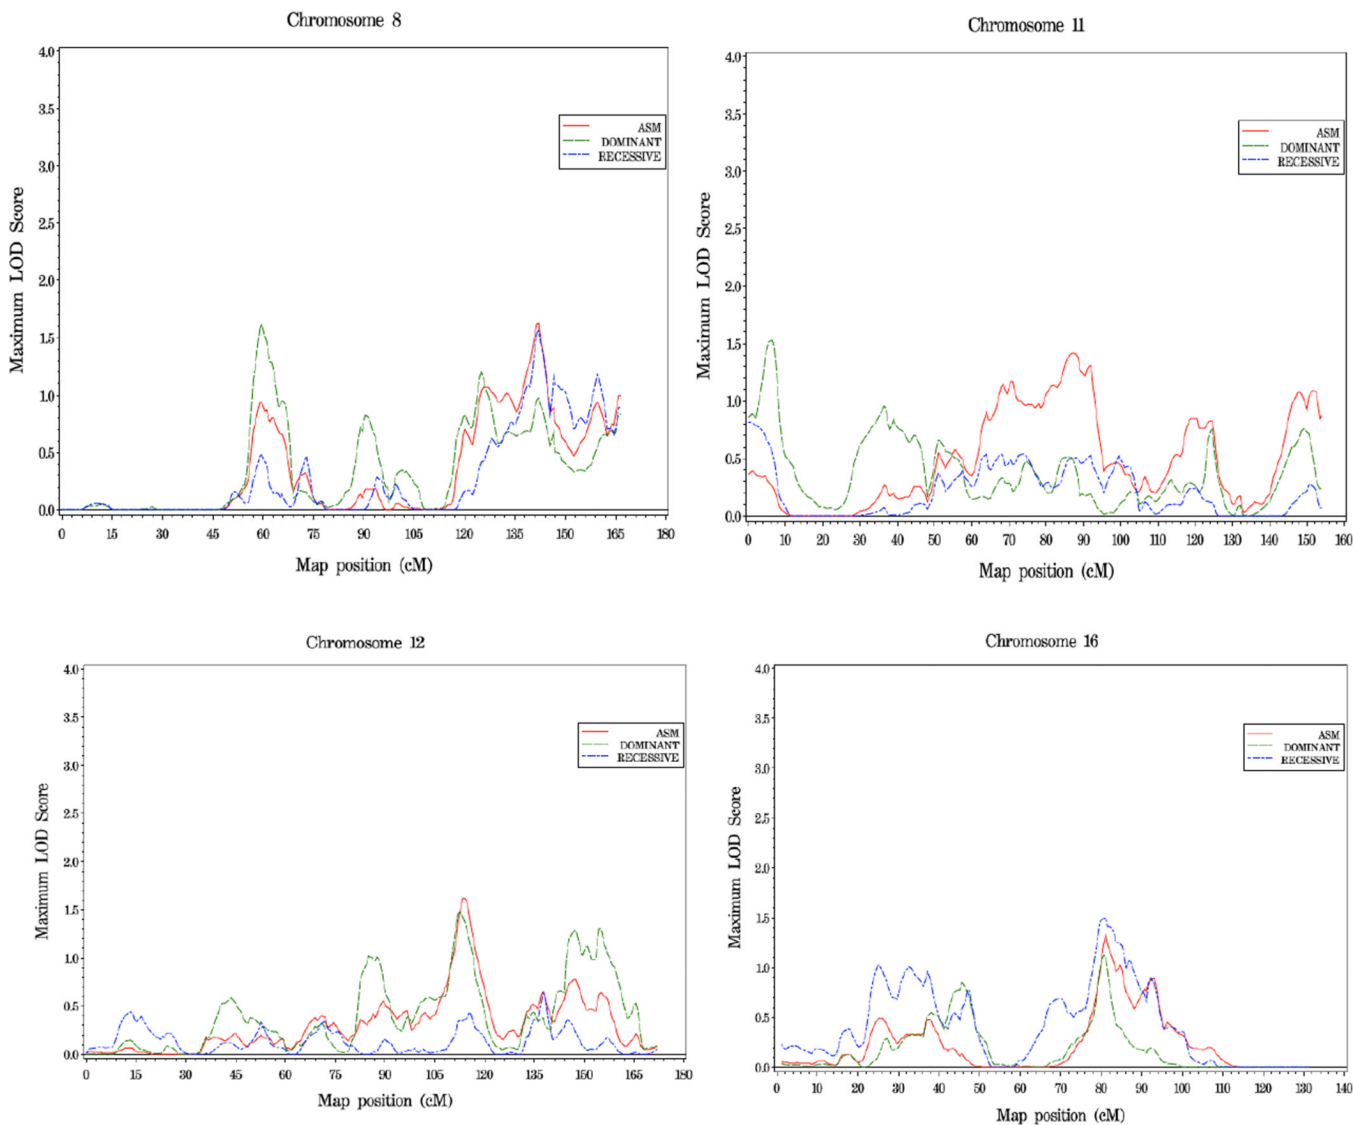 Chromosome 8
4.0
3.5
3.0
2.5
2.0
1.5
1.0
0.5
0.0
Maximum LOD Score
ASM
DOMINANT
RECESSIVE
0 15 30 45 60 75 90 105 120 135 150 165 180
Map position (cM)
Chromosome 11
4.0
3.5
3.0
2.5
2.0
1.5
1.0
0.5
0.0
Maximum LOD Score
ASM
DOMINANT
RECESSIVE
0 10 20 30 40 50 60 70 80 90 100 110 120 130 140 150 160
Map position (cM)
Chromosome 12
4.0
3.5
3.0
2.5
2.0
1.5
1.0
0.5
0.0
Maximum LOD Score
ASM
DOMINANT
RECESSIVE
0 15 30 45 60 75 90 105 120 135 150 165 180
Map position (cM)
Chromosome 16
4.0
3.5
3.0
2.5
2.0
1.5
1.0
0.5
0.0
Maximum LOD Score
ASM
DOMINANT
RECESSIVE
0 10 20 30 40 50 60 70 80 90 100 110 120 130 140
Map position (cM)